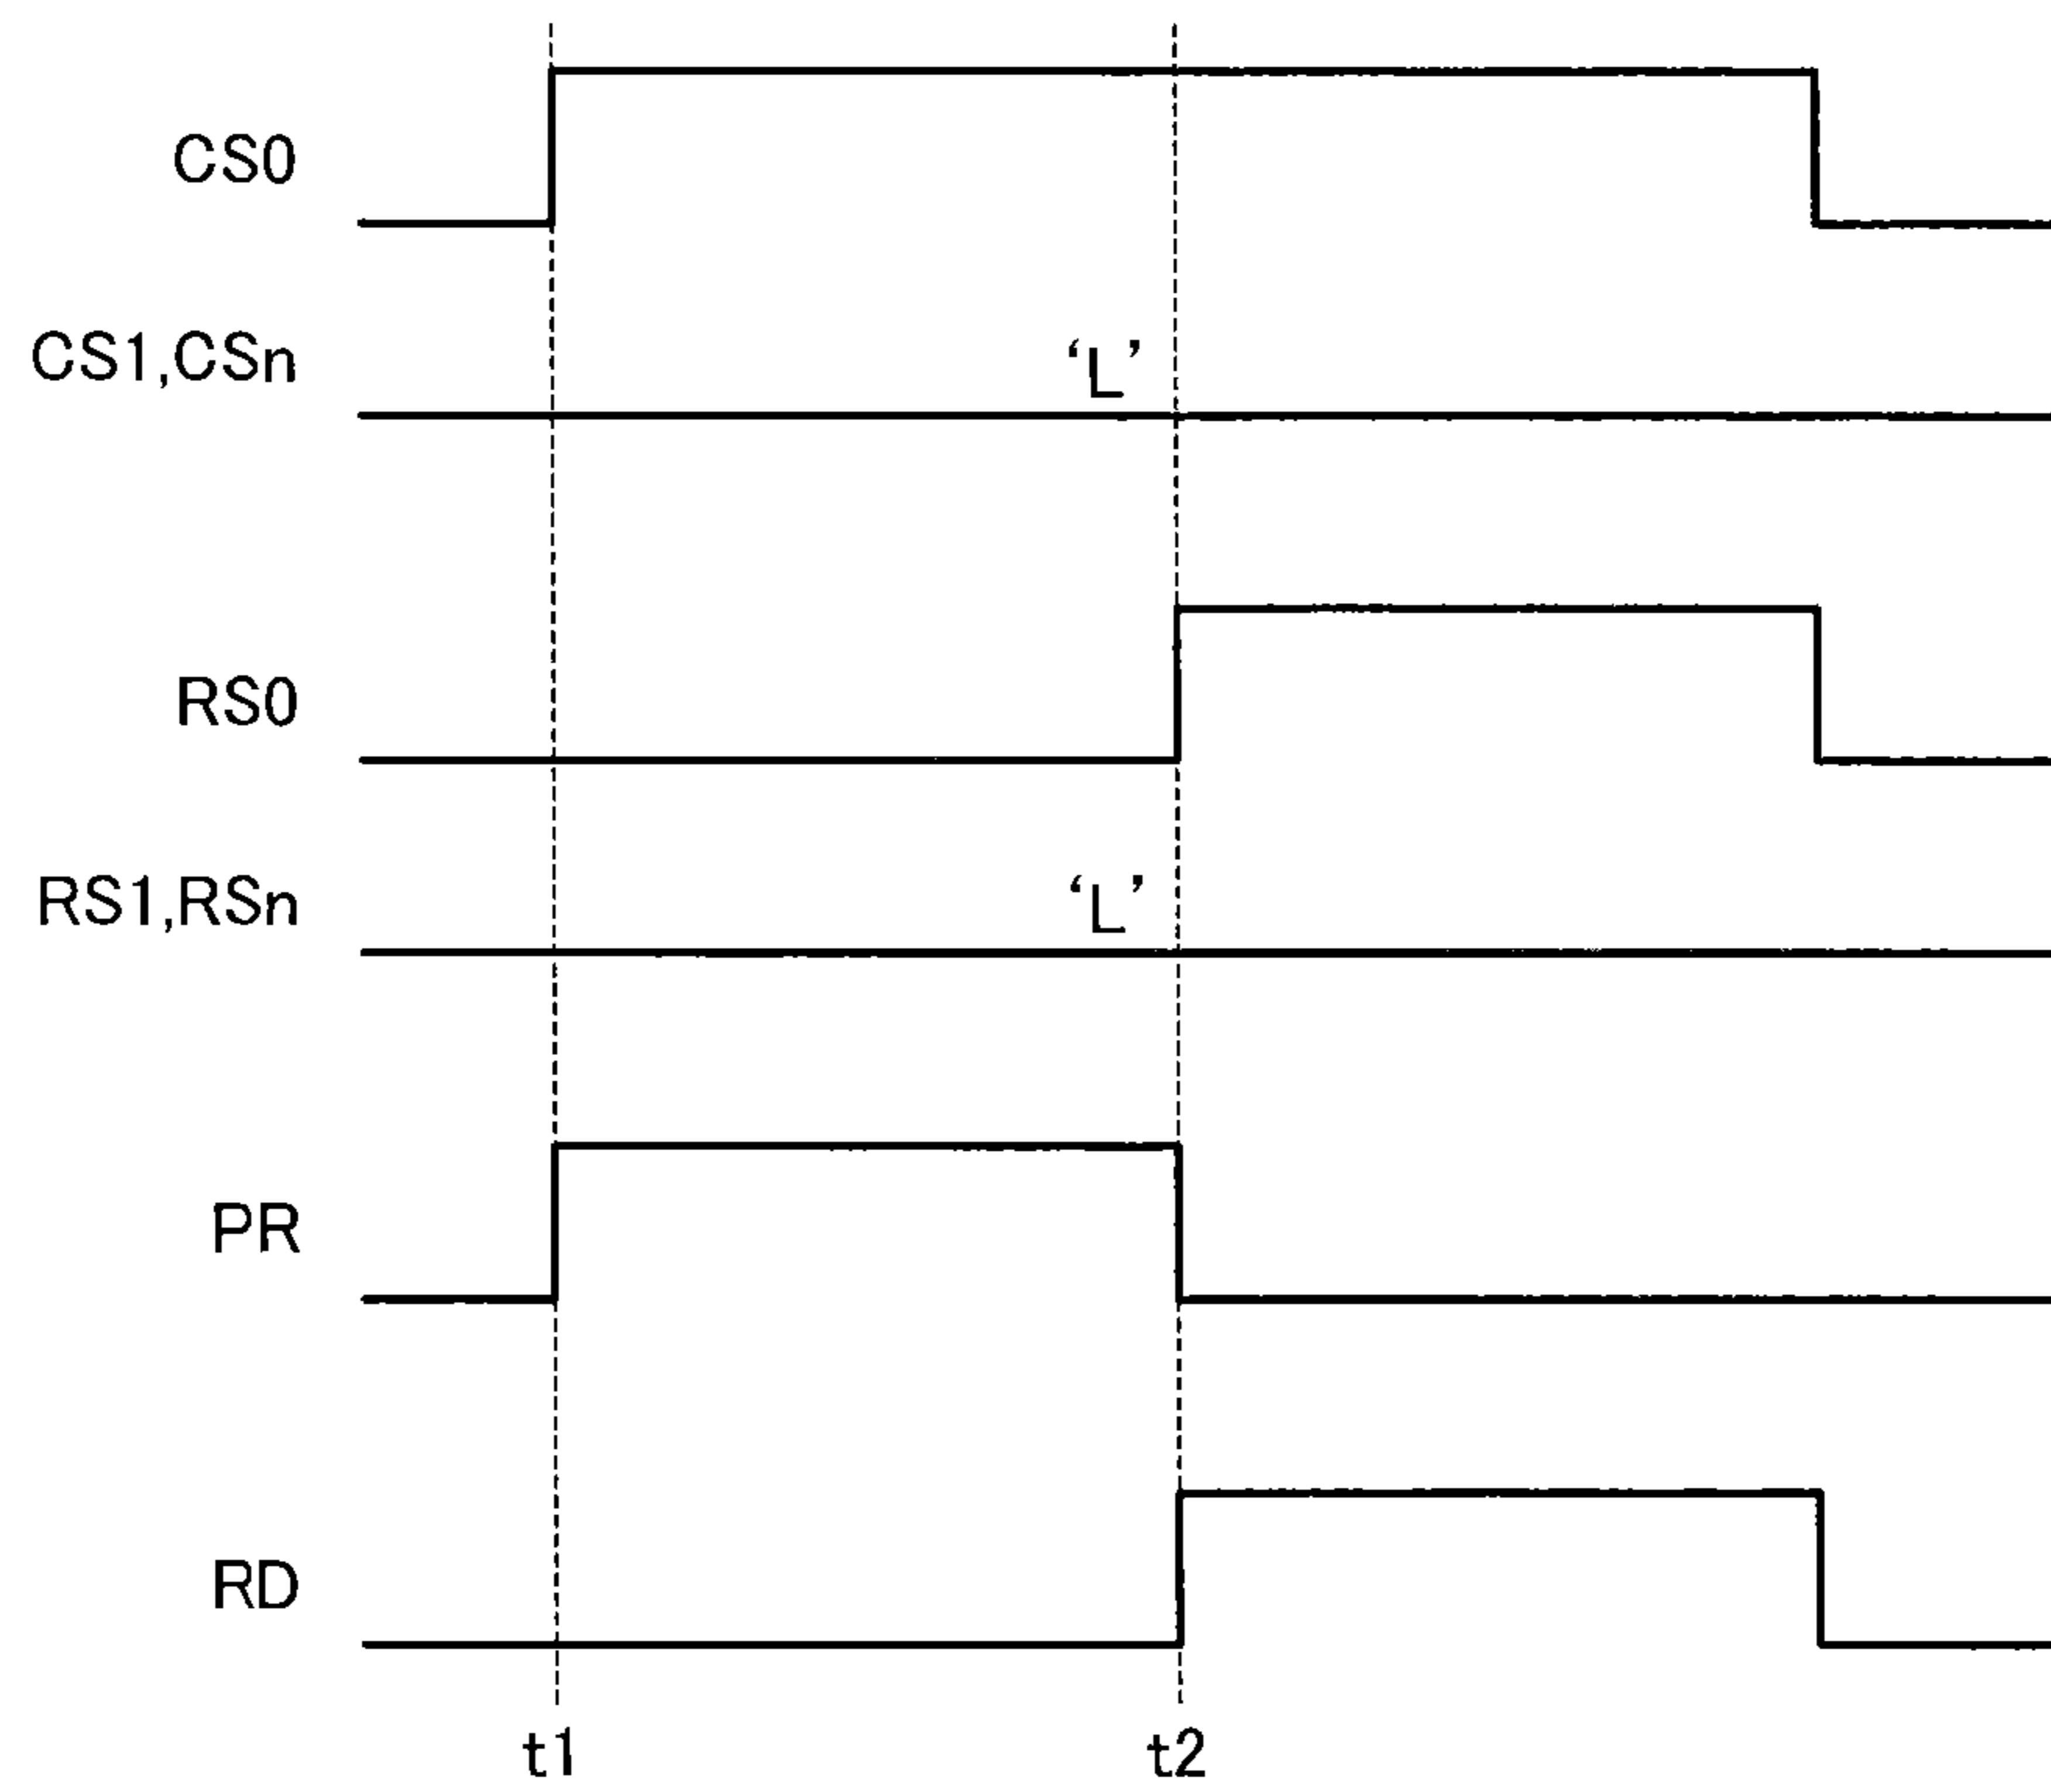 CS0
CS1,CSn
‘L’
RS0
RS1,RSn
‘L’
PR
RD
t1
t2